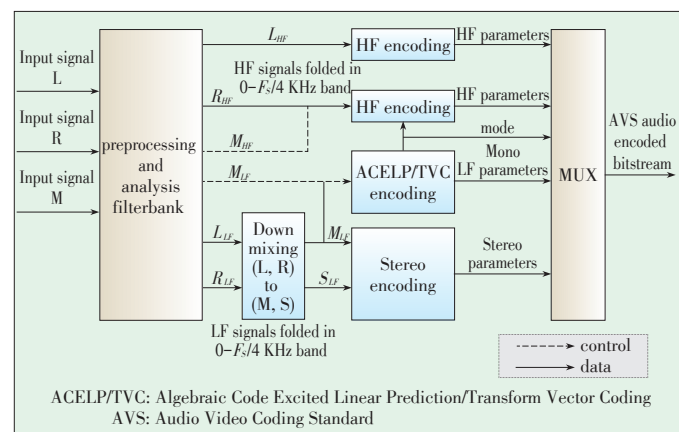 Input signal
L
Input signal
R
Input signal
M
preprocessing
and
analysis
filterbank
L_HF
HF signals folded in
0–F_S/4 KHz band
R_HF
M_HF
M_LF
L_LF
R_LF
Down
mixing
(L, R)
to
(M, S)
M_LF
S_LF
LF signals folded in
0–F_S/4 KHz band
HF encoding
HF parameters
HF encoding
HF parameters
mode
ACELP/TVC
encoding
Mono
LF parameters
Stereo
encoding
Stereo
parameters
MUX
AVS audio
encoded
bitstream
control
data
ACELP/TVC: Algebraic Code Excited Linear Prediction/Transform Vector Coding
AVS: Audio Video Coding Standard